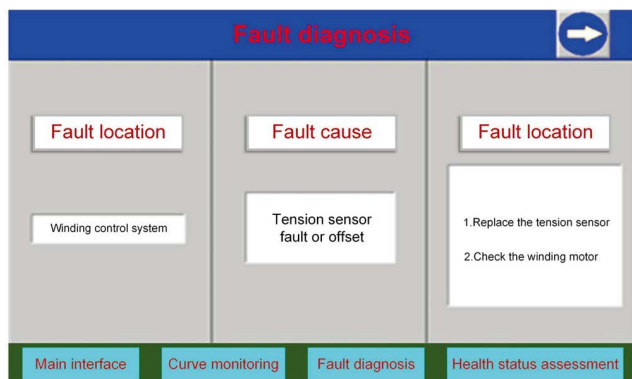 Fault diagnosis
Fault location
Fault cause
Fault location
Winding control system
Tension sensor
fault or offset
1.Replace the tension sensor
2.Check the winding motor
Main interface
Curve monitoring
Fault diagnosis
Health status assessment